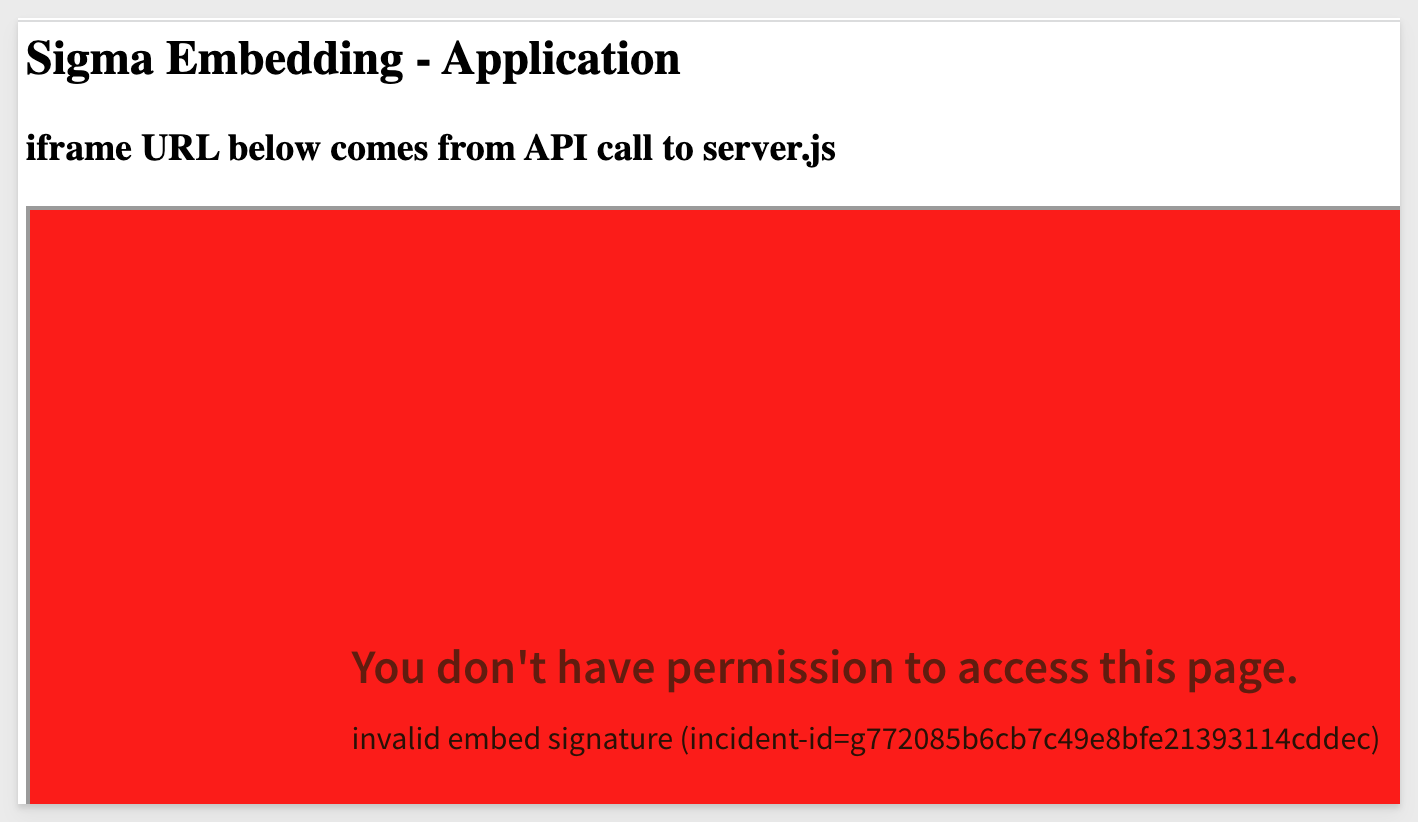 Sigma Embedding - Application
iframe URL below comes from API call to server.js
You don't have permission to access this page.
invalid embed signature (incident-id=g772085b6cb7c49e8bfe21393114cddec)